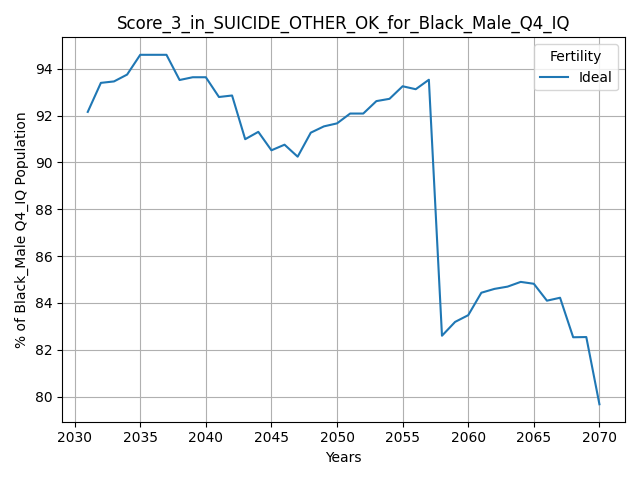 Score_3_in_SUICIDE_OTHER_OK_for_Black_Male_Q4_IQ
Fertility
Ideal
% of Black_Male Q4_IQ Population
94
92
90
88
86
84
82
80
2030 2035 2040 2045 2050 2055 2060 2065 2070
Years